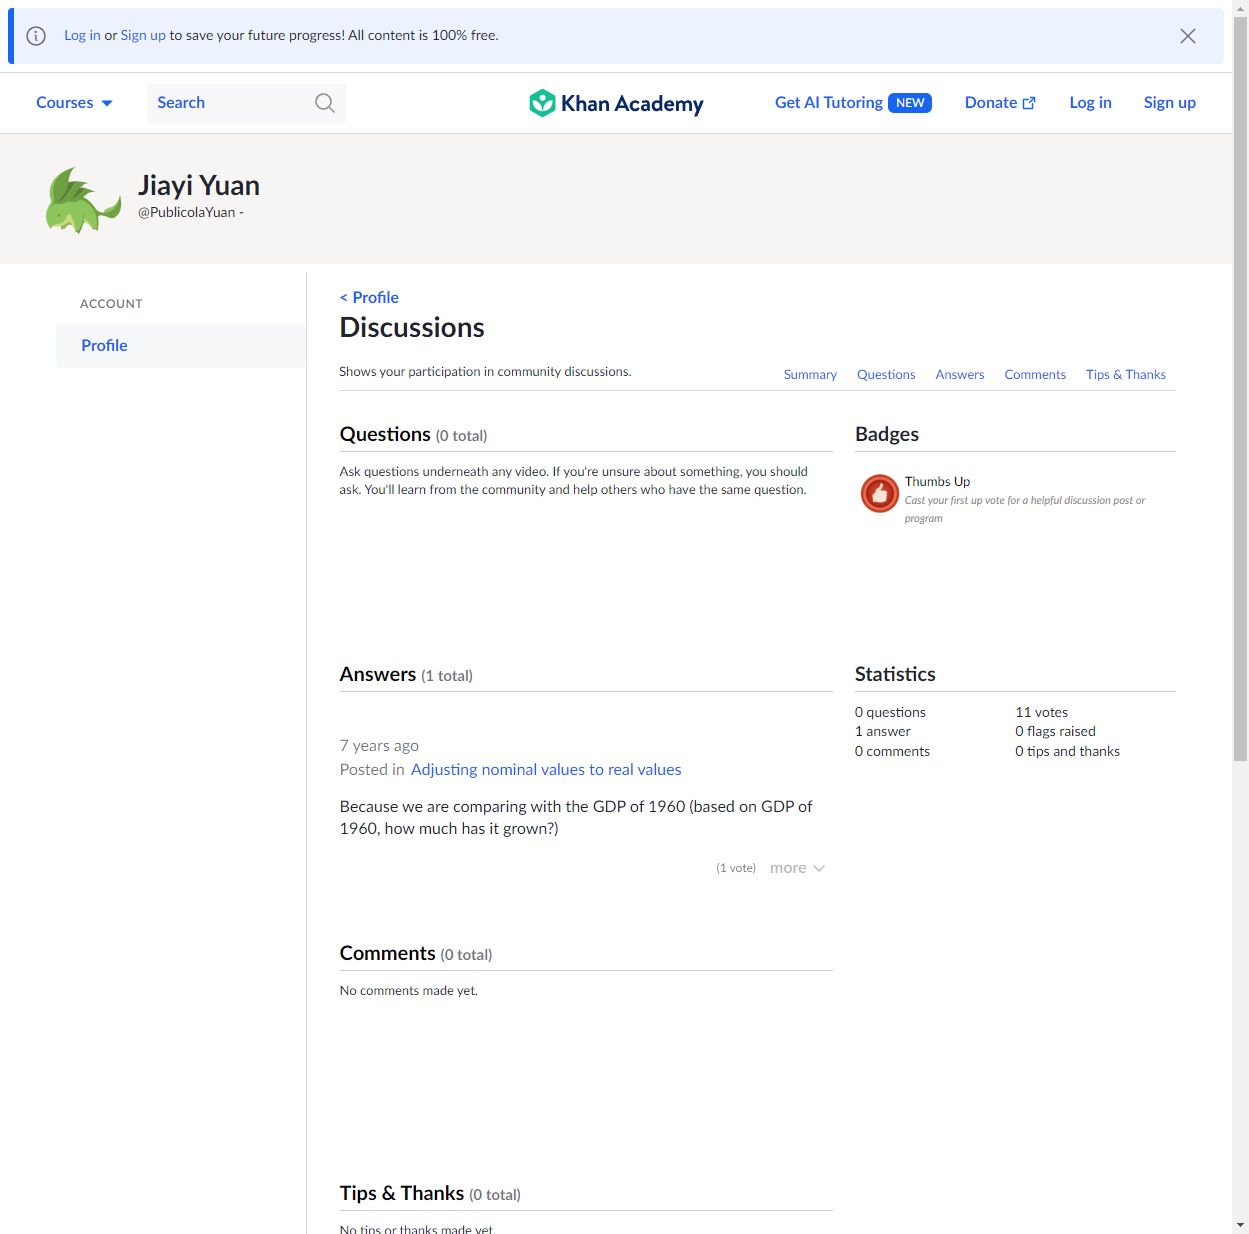 Log in or Sign up to save your future progress! All content is 100% free.
Courses
Search
Khan Academy
Get AI Tutoring NEW
Donate
Log in
Sign up
Jiayi Yuan
@PublicolaYuan -
ACCOUNT
Profile
< Profile
Discussions
Shows your participation in community discussions.
Summary
Questions
Answers
Comments
Tips & Thanks
Questions (0 total)
Ask questions underneath any video. If you're unsure about something, you should
ask. You'll learn from the community and help others who have the same question.
Badges
Thumbs Up
Cast your first up vote for a helpful discussion post or
program
Answers (1 total)
7 years ago
Posted in Adjusting nominal values to real values
Because we are comparing with the GDP of 1960 (based on GDP of
1960, how much has it grown?)
(1 vote) more
Statistics
0 questions
1 answer
0 comments
11 votes
0 flags raised
0 tips and thanks
Comments (0 total)
No comments made yet.
Tips & Thanks (0 total)
No tips or thanks made yet.